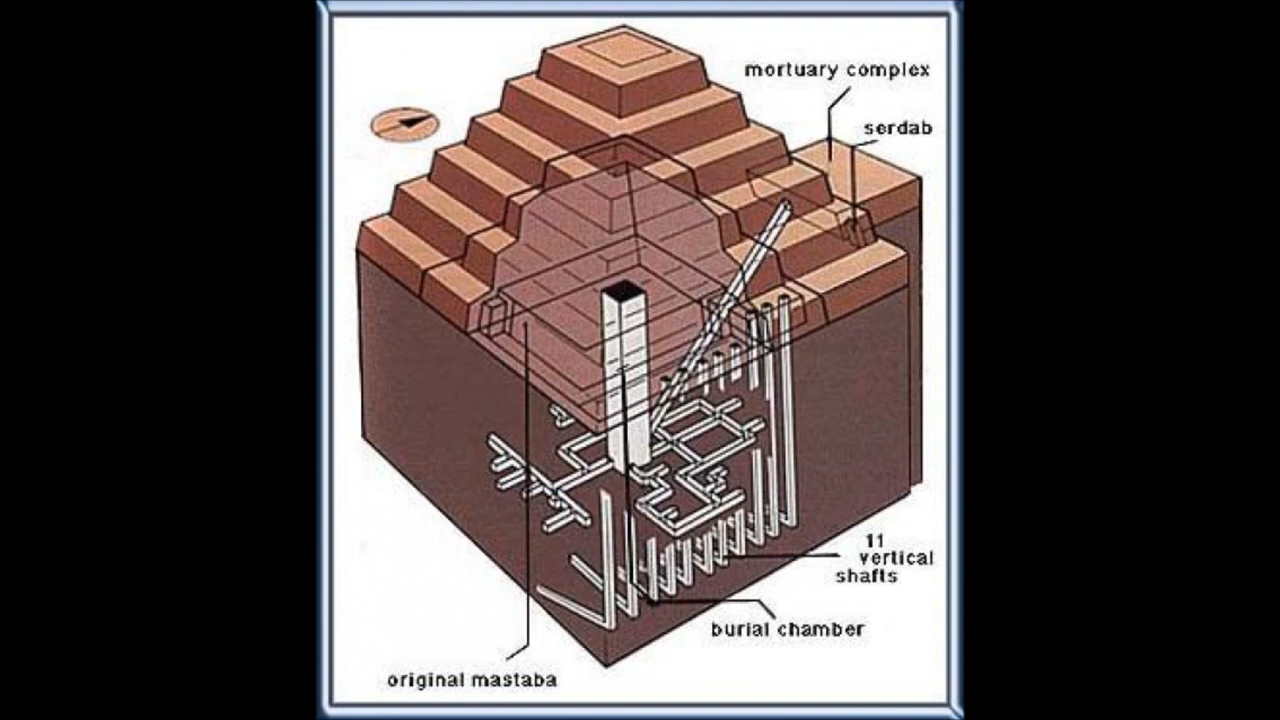 mortuary complex
serdab
11
vertical
shafts
burial chamber
original mastaba